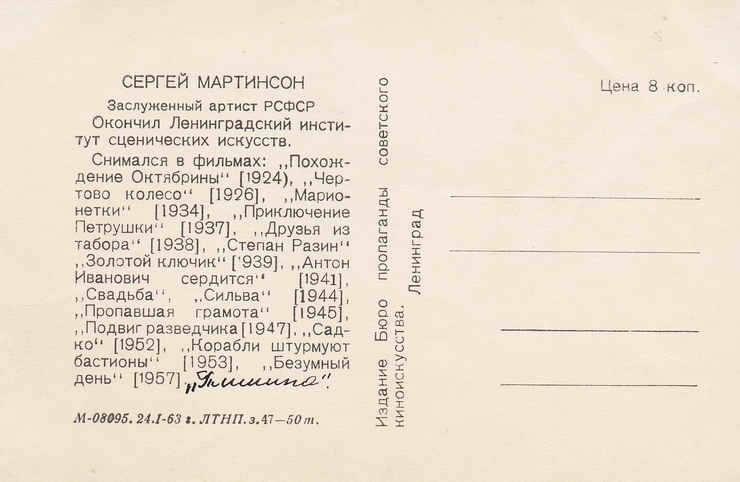 СЕРГЕЙ МАРТИНСОН
Заслуженный артист РСФСР
Окончил Ленинградский инсти-
тут сценических искусств.
Снимался в фильмах: „Похож-
дение Октябрины" [1924), „Чер-
тово колесо" [1926], „Марио-
нетки" [1934], „Приключение
Петрушки" [1937], „Друзья из
табора" [1938], „Степан Разин"
„Золотой ключик" ['939], „Антон
Иванович сердится" [1941],
„Свадьба", „Сильва" [1944],
„Пропавшая грамота" [1945],
„Подвиг разведчика [1947], „Сад-
ко" [1952], „Корабли штурмуют
бастионы" [1953], „Безумный
день" [1957] „Тишина".
М-08095. 24.I-63 г. ЛТНП. з.47—50 т.
Издание Бюро пропаганды советского
киноискусства.
Ленинград
Цена 8 коп.